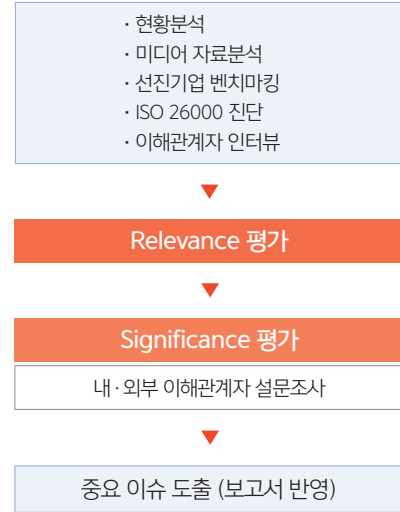 · 현황분석
· 미디어 자료분석
· 선진기업 벤치마킹
· ISO 26000 진단
· 이해관계자 인터뷰
Relevance 평가
Significance 평가
내 · 외부 이해관계자 설문조사
중요 이슈 도출 (보고서 반영)